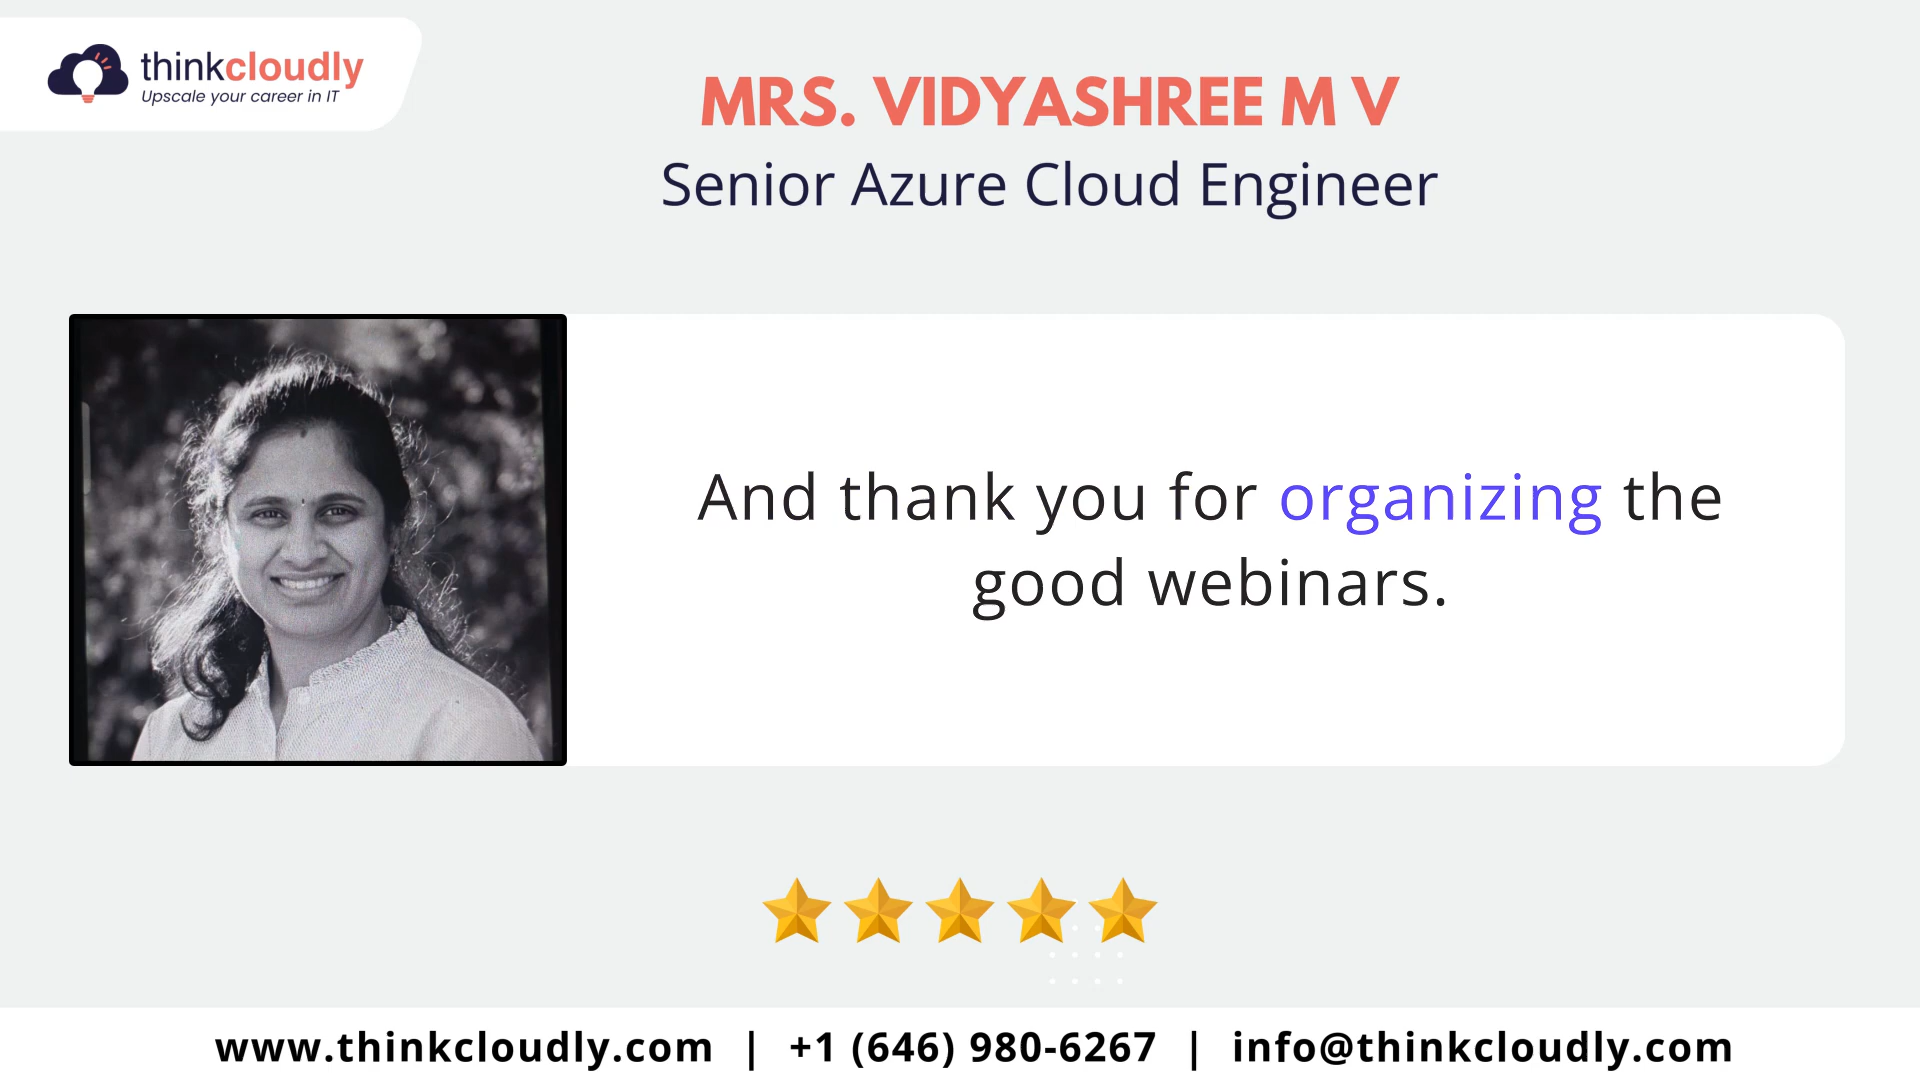 thinkcloudly
Upscale your career in IT
MRS. VIDYASHREE M V
Senior Azure Cloud Engineer
And thank you for organizing the
good webinars.
www.thinkcloudly.com | +1 (646) 980-6267 | info@thinkcloudly.com